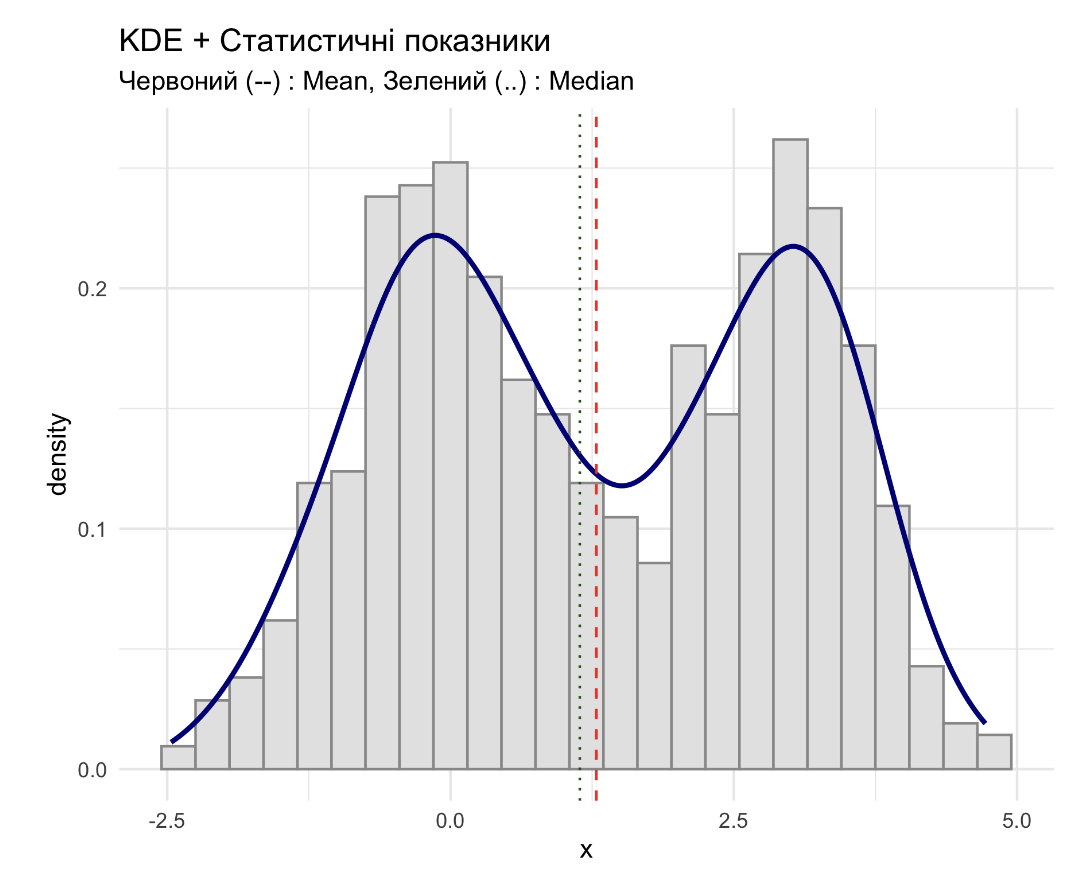 KDE + Статистичні показники
Червоний (--) : Mean, Зелений (..) : Median
density
0.2
0.1
0.0
-2.5 0.0 2.5 5.0
x